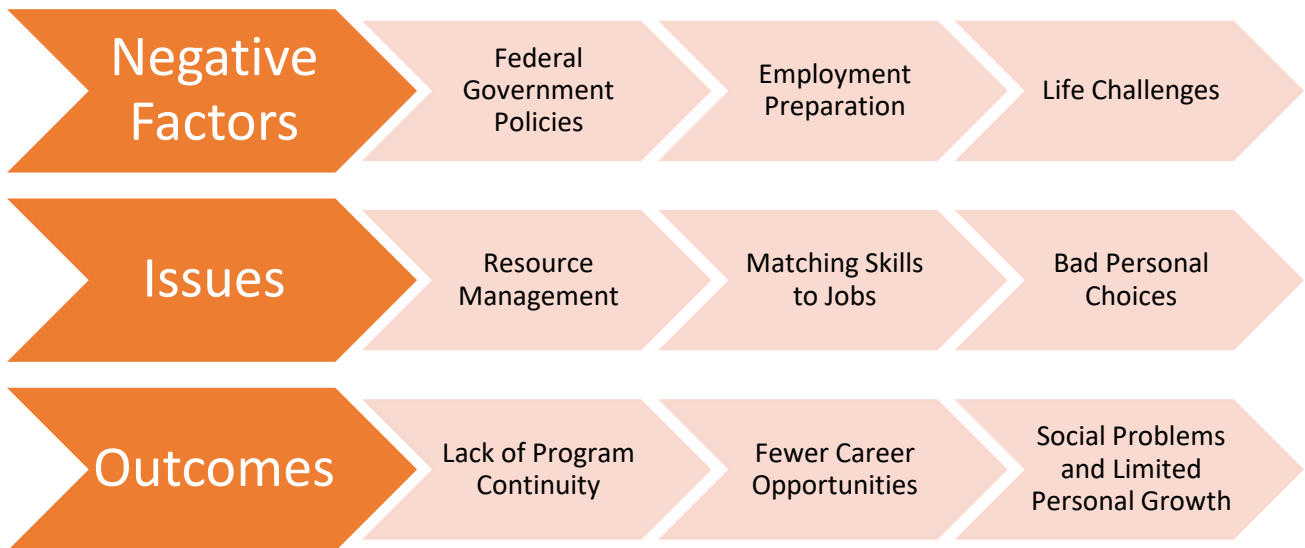 Negative
Factors
Federal
Government
Policies
Employment
Preparation
Life Challenges
Issues
Resource
Management
Matching Skills
to Jobs
Bad Personal
Choices
Outcomes
Lack of Program
Continuity
Fewer Career
Opportunities
Social Problems
and Limited
Personal Growth